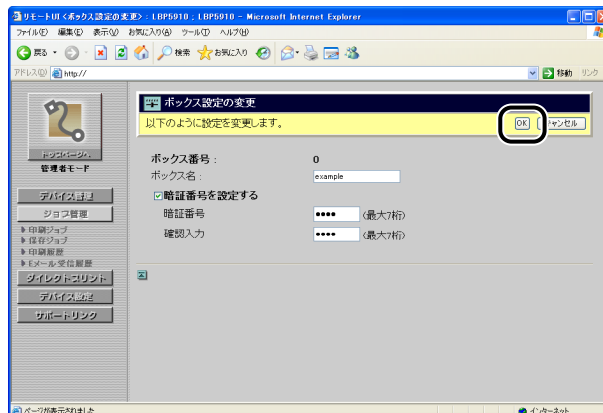 リモートUI <ボックス設定の変更> : LBP5910 ; LBP5910 - Microsoft Internet Explorer
ファイル(F) 編集(E) 表示(V) お気に入り(A) ツール(T) ヘルプ(H)
戻る 検索 お気に入り
アドレス(D) http:// 移動 リンク
ボックス設定の変更
以下のように設定を変更します。 OK キャンセル
トップページへ
管理者モード
ボックス番号 : 0
ボックス名 : example
暗証番号を設定する
暗証番号 •••• (最大7桁)
確認入力 •••• (最大7桁)
デバイス管理
ジョブ管理
印刷ジョブ
保存ジョブ
印刷履歴
Eメール受信履歴
ダイレクトプリント
デバイス設定
サポートリンク
ページが表示されました インターネット